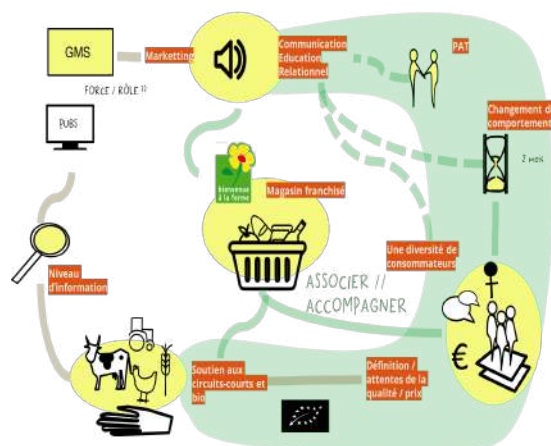 GMS
Marketting
Communication
Education
Relationnel
PAT
FORCE / RÔLE
PUBS
Changement de
comportement
2 mois
bienvenue
à la ferme
Magasin franchisé
Une diversité de
consommateurs
Niveau
d'information
ASSOCIER //
ACCOMPAGNER
€
Soutien aux
circuits-courts et
bio
Définition /
attentes de la
qualité / prix